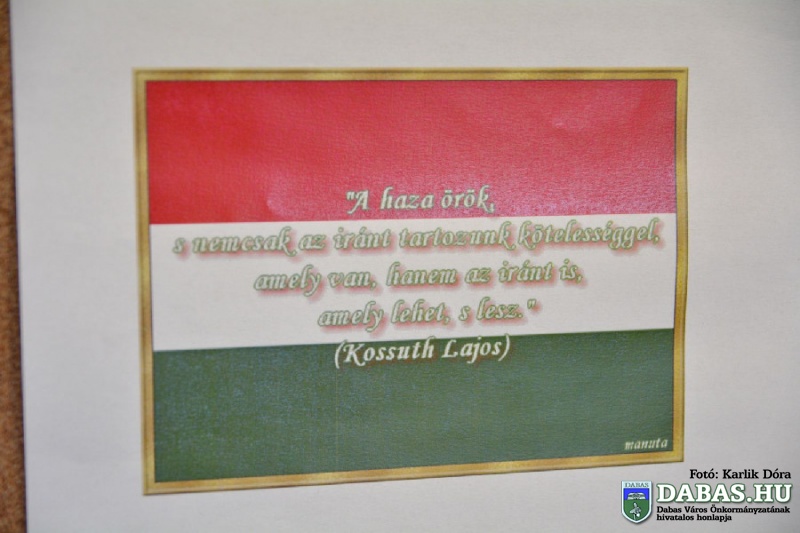 "A haza örök,
s nemcsak az iránt tartozunk kötelességgel,
amely van, hanem az iránt is,
amely lehet, s lesz."
(Kossuth Lajos)
manuta
Fotó: Karlik Dóra
DABAS
DABAS.HU
Dabas Város Önkormányzatának
hivatalos honlapja